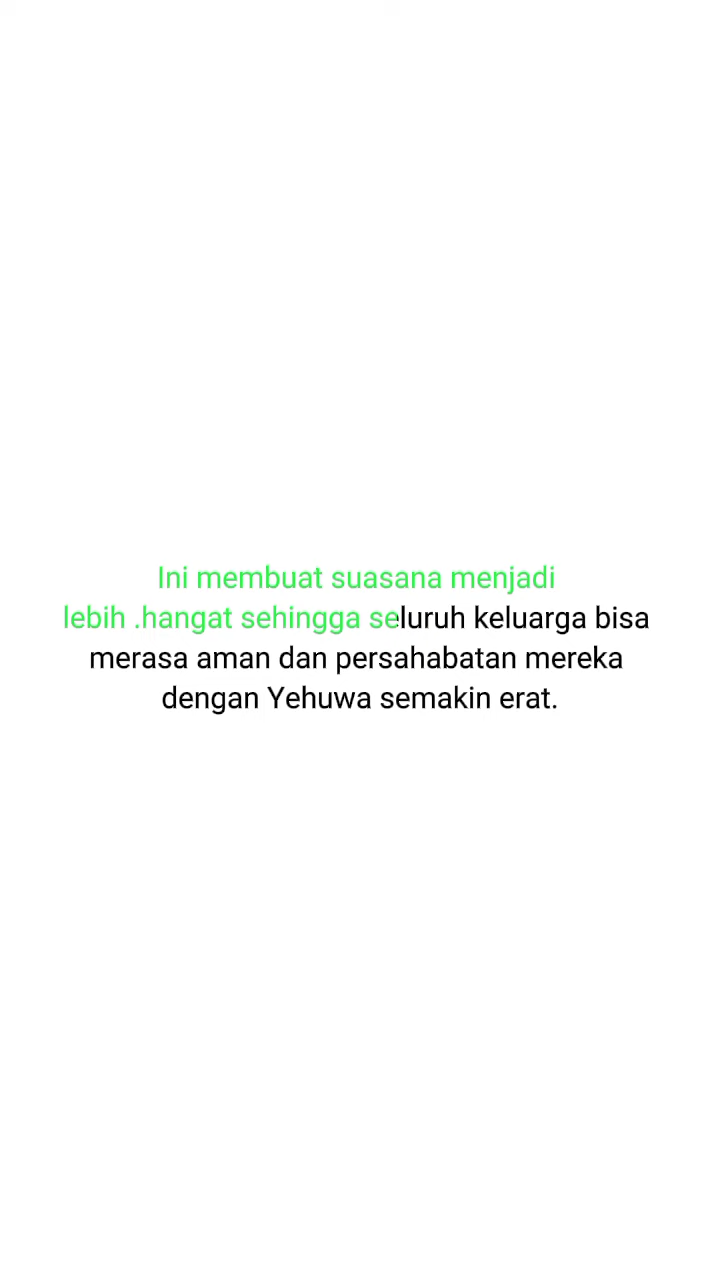 Ini membuat suasana menjadi
lebih .hangat sehingga seluruh keluarga bisa
merasa aman dan persahabatan mereka
dengan Yehuwa semakin erat.